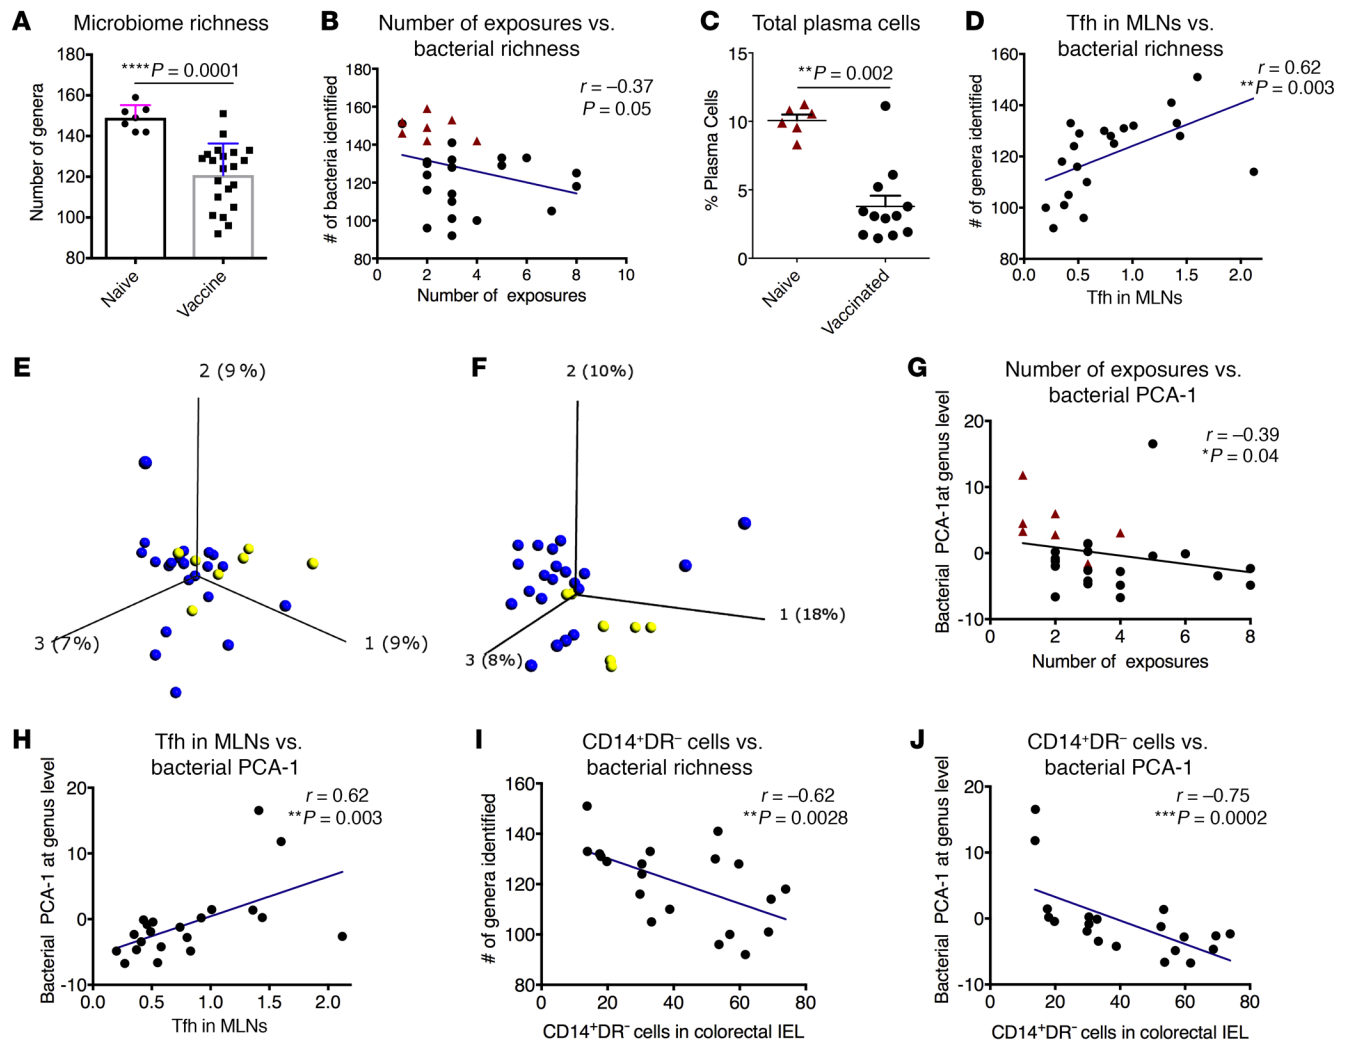 A
Microbiome richness
Number of genera
180
160
140
120
100
80
****P = 0.0001
Naive
Vaccine
B
Number of exposures vs.
bacterial richness
# of bacteria identified
180
160
140
120
100
80
r = –0.37
P = 0.05
0
2
4
6
8
10
Number of exposures
C
Total plasma cells
% Plasma Cells
15
10
5
0
**P = 0.002
Naive
Vaccinated
D
Tfh in MLNs vs.
bacterial richness
# of genera identified
160
140
120
100
80
r = 0.62
**P = 0.003
0.0
0.5
1.0
1.5
2.0
Tfh in MLNs
E
2 (9%)
3 (7%)
1 (9%)
F
2 (10%)
1 (18%)
3 (8%)
G
Number of exposures vs.
bacterial PCA-1
Bacterial PCA-1at genus level
20
10
0
-10
r = –0.39
*P = 0.04
0
2
4
6
8
Number of exposures
H
Tfh in MLNs vs.
bacterial PCA-1
Bacterial PCA-1 at genus level
20
10
0
-10
r = 0.62
**P = 0.003
0.0
0.5
1.0
1.5
2.0
Tfh in MLNs
I
CD14⁺DR⁻ cells vs.
bacterial richness
# of genera identified
160
140
120
100
80
r = –0.62
**P = 0.0028
0
20
40
60
80
CD14⁺DR⁻ cells in colorectal IEL
J
CD14⁺DR⁻ cells vs.
bacterial PCA-1
Bacterial PCA-1 at genus level
20
10
0
-10
r = –0.75
***P = 0.0002
0
20
40
60
80
CD14⁺DR⁻ cells in colorectal IEL